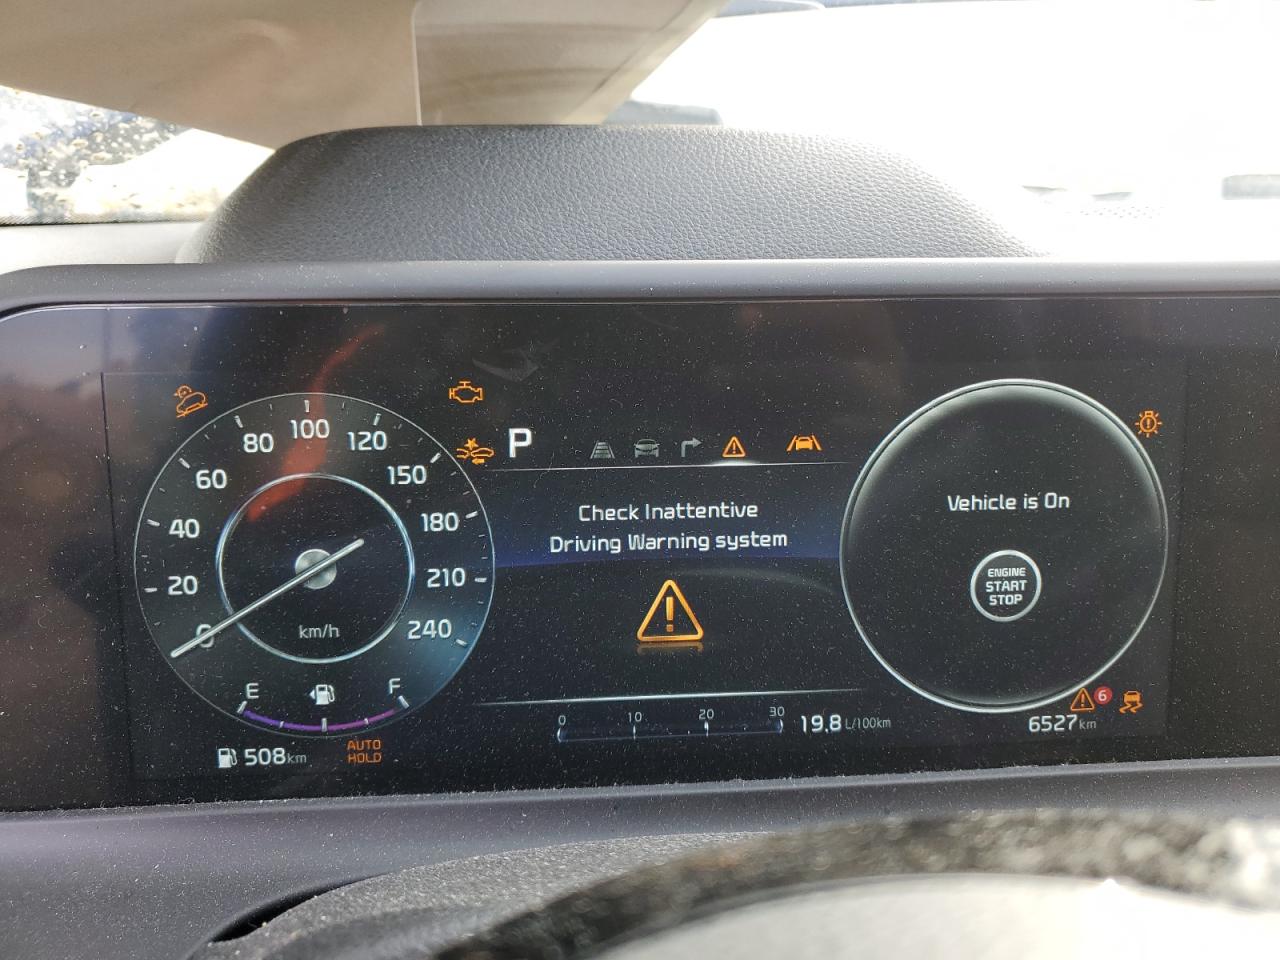 0
20
40
60
80
100
120
150
180
210
240
km/h
E
F
508km
AUTO
HOLD
P
Check Inattentive
Driving Warning system
0 10 20 30
19.8 L/100km
Vehicle is On
ENGINE
START
STOP
6
6527km